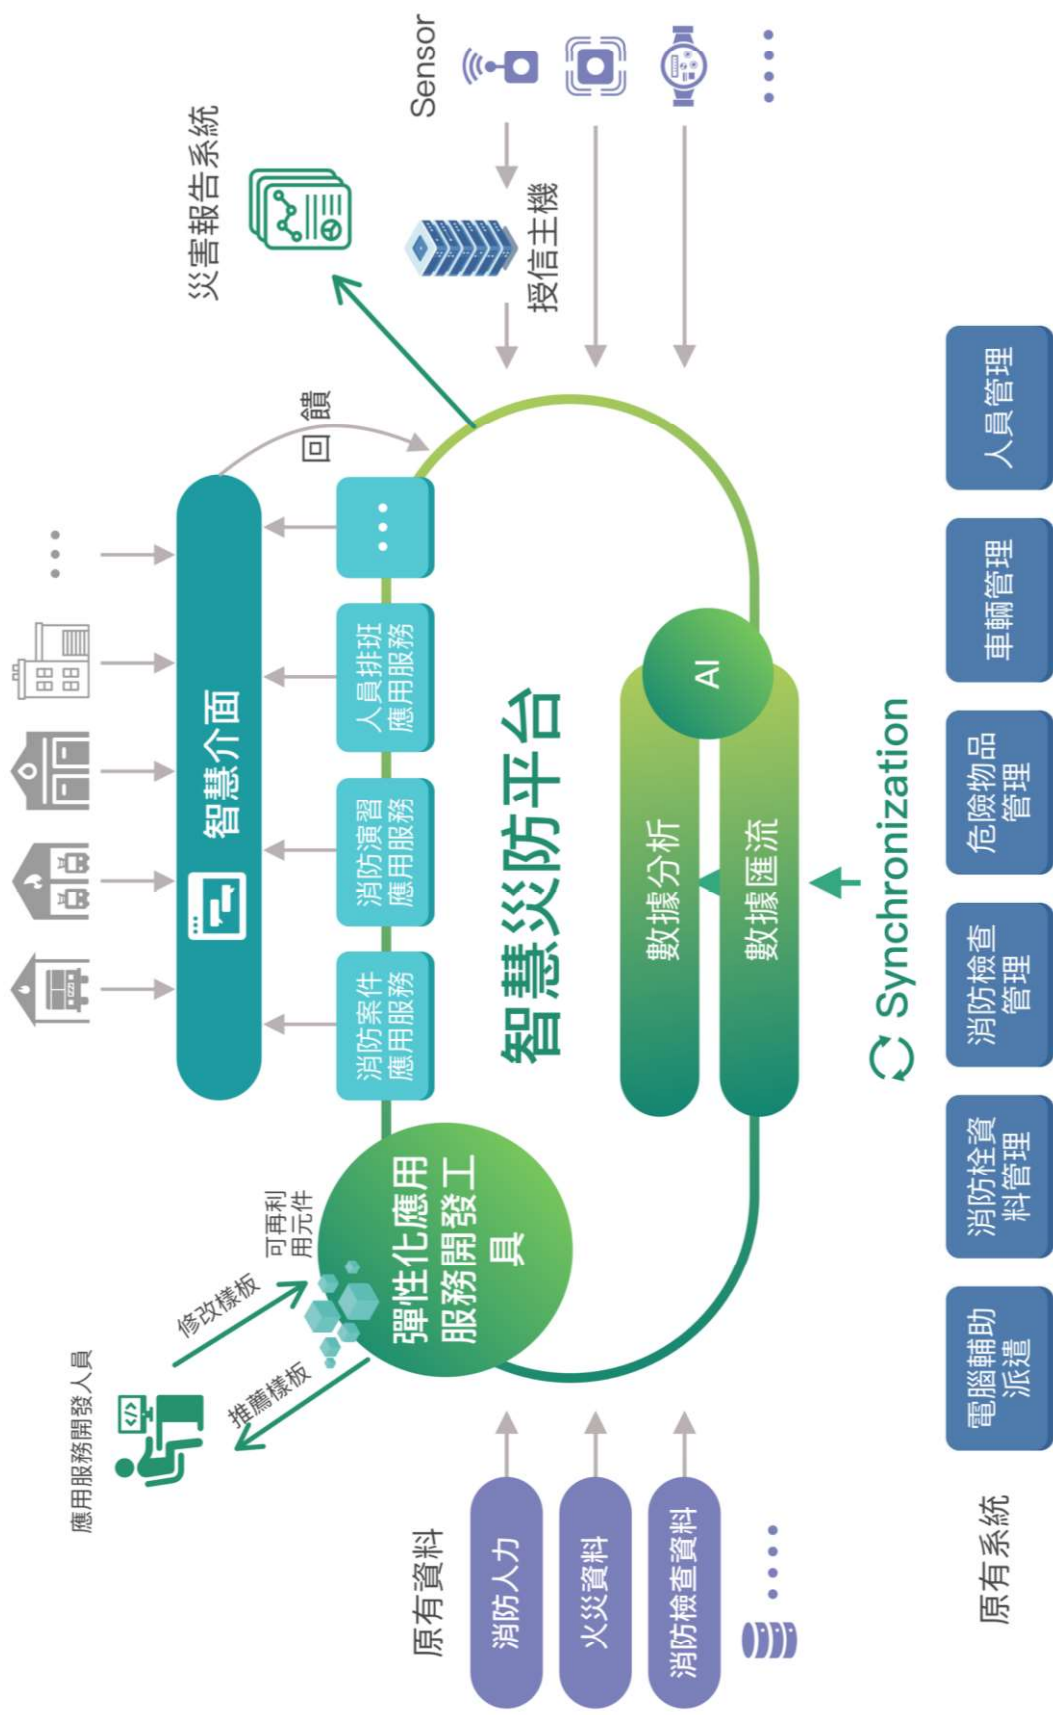 應用服務開發人員
修改樣板
推薦樣板
可再利
用元件
彈性化應用
服務開發工
具
智慧介面
消防案件
應用服務
消防演習
應用服務
人員排班
應用服務
回饋
災害報告系統
智慧災防平台
數據分析
數據匯流
AI
Synchronization
原有資料
消防人力
火災資料
消防檢查資料
Sensor
授信主機
原有系統
電腦輔助
派遣
消防栓資
料管理
消防檢查
管理
危險物品
管理
車輛管理
人員管理